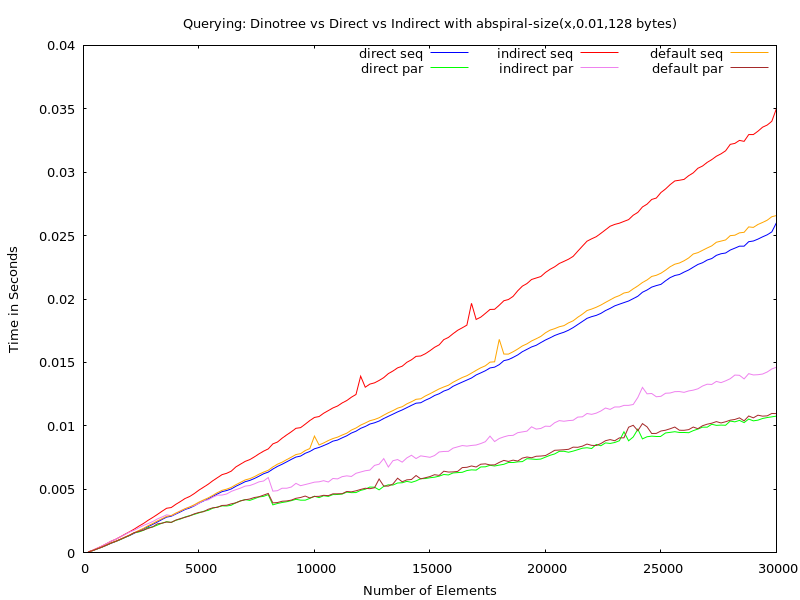 Querying: Dinotree vs Direct vs Indirect with abspiral-size(x,0.01,128 bytes)
direct seq indirect seq default seq
direct par indirect par default par
0.04
0.035
0.03
0.025
0.02
0.015
0.01
0.005
0
Time in Seconds
0 5000 10000 15000 20000 25000 30000
Number of Elements